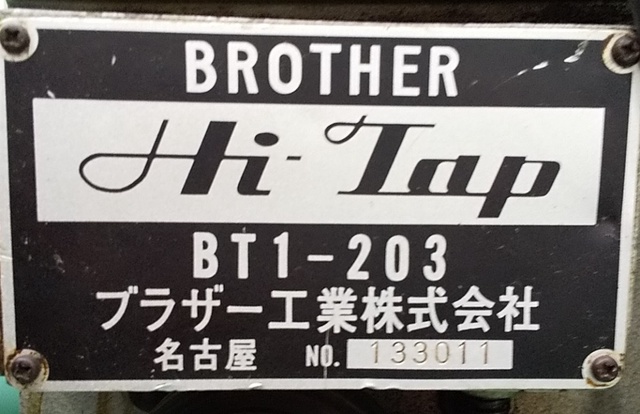 BROTHER
Hi-Tap
BT1-203
ブラザー工業株式会社
名古屋 NO. 133011